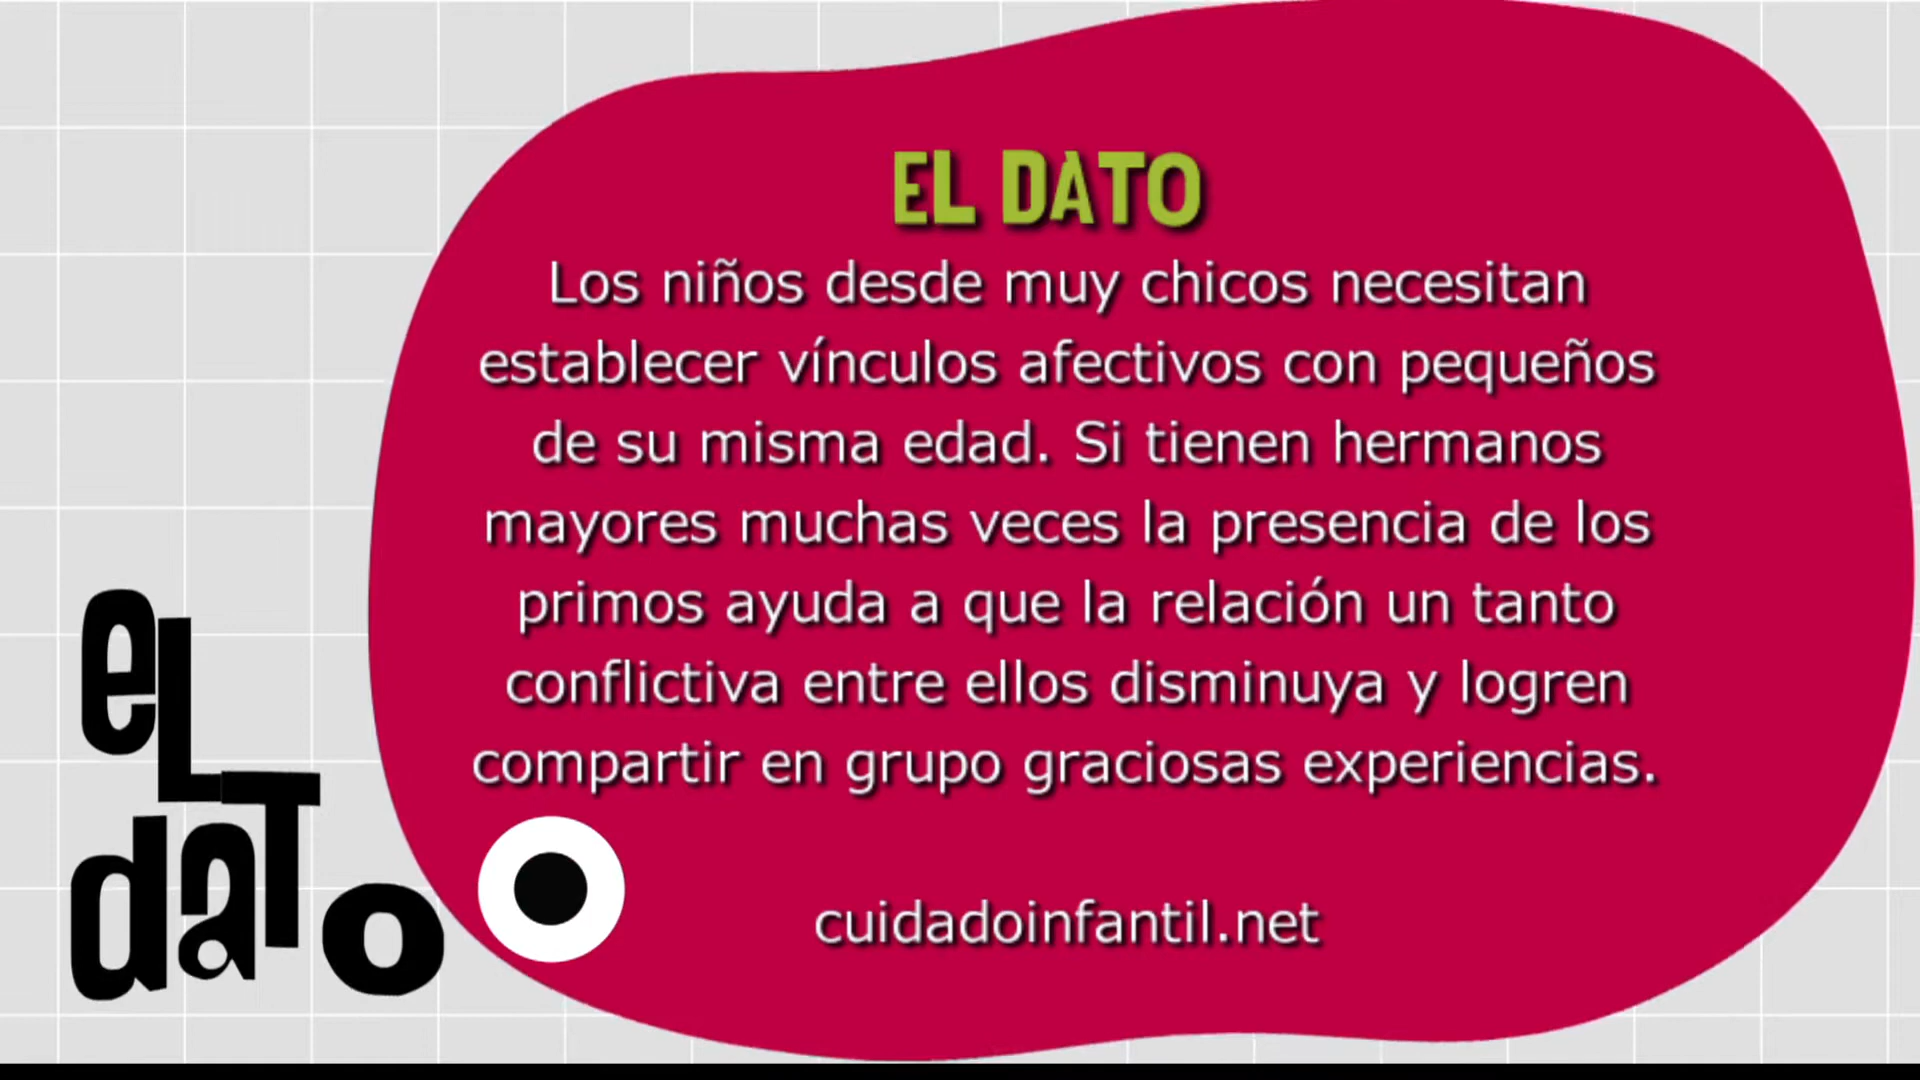 EL DATO
Los niños desde muy chicos necesitan
establecer vínculos afectivos con pequeños
de su misma edad. Si tienen hermanos
mayores muchas veces la presencia de los
primos ayuda a que la relación un tanto
conflictiva entre ellos disminuya y logren
compartir en grupo graciosas experiencias.
cuidadoinfantil.net
eL
daTo